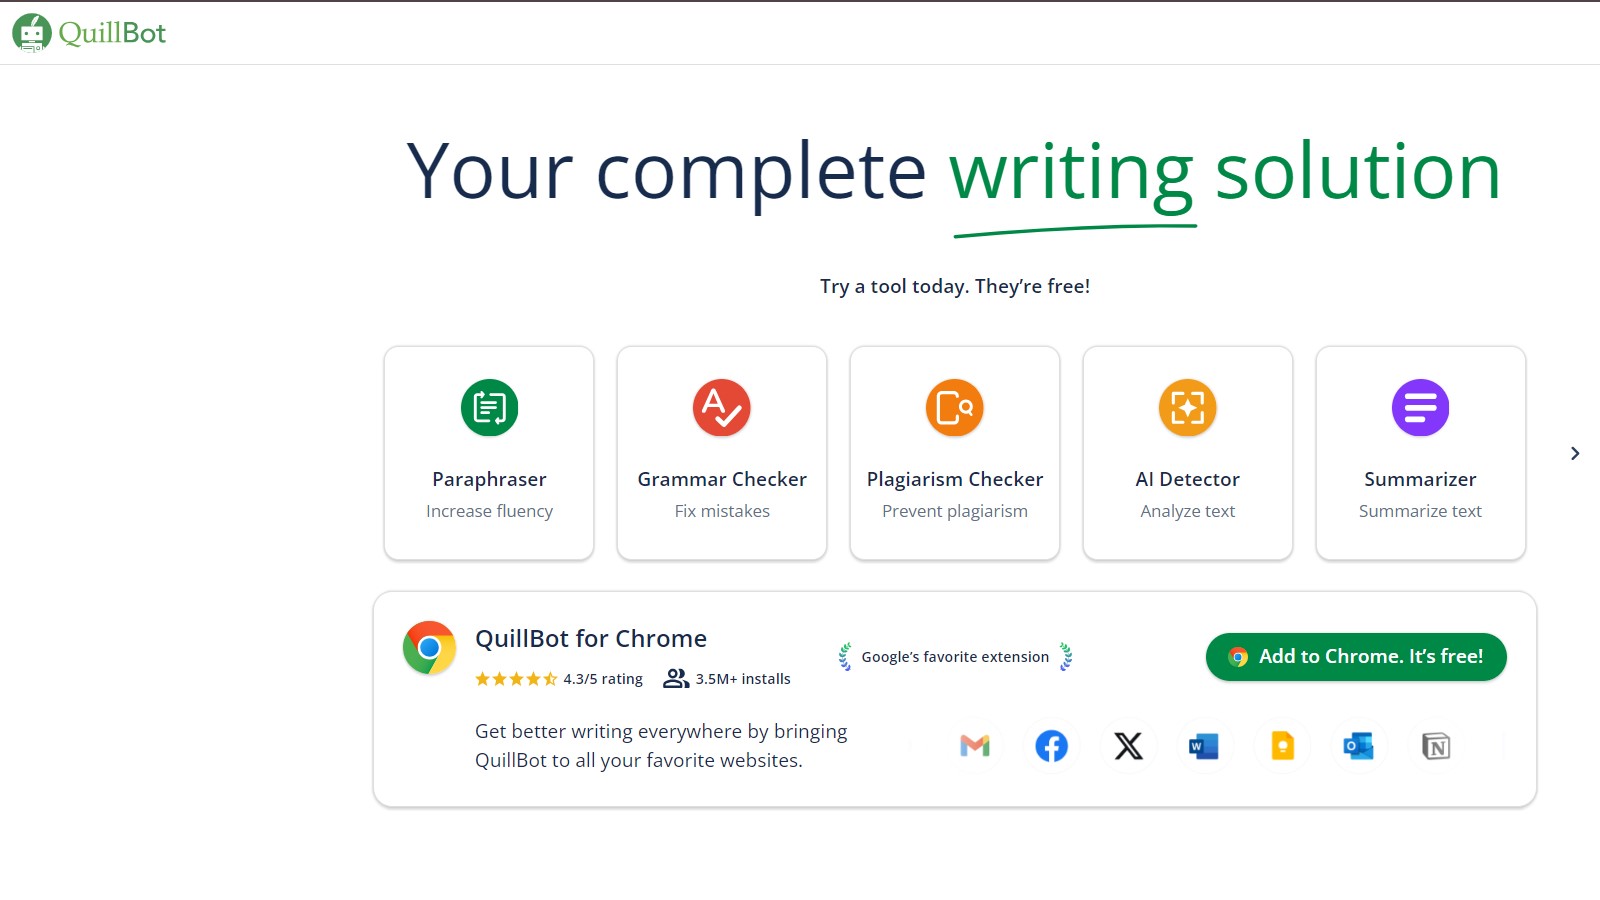 QuillBot
Your complete writing solution
Try a tool today. They’re free!
Paraphraser
Increase fluency
Grammar Checker
Fix mistakes
Plagiarism Checker
Prevent plagiarism
AI Detector
Analyze text
Summarizer
Summarize text
QuillBot for Chrome
4.3/5 rating
3.5M+ installs
Google’s favorite extension
Add to Chrome. It’s free!
Get better writing everywhere by bringing
QuillBot to all your favorite websites.